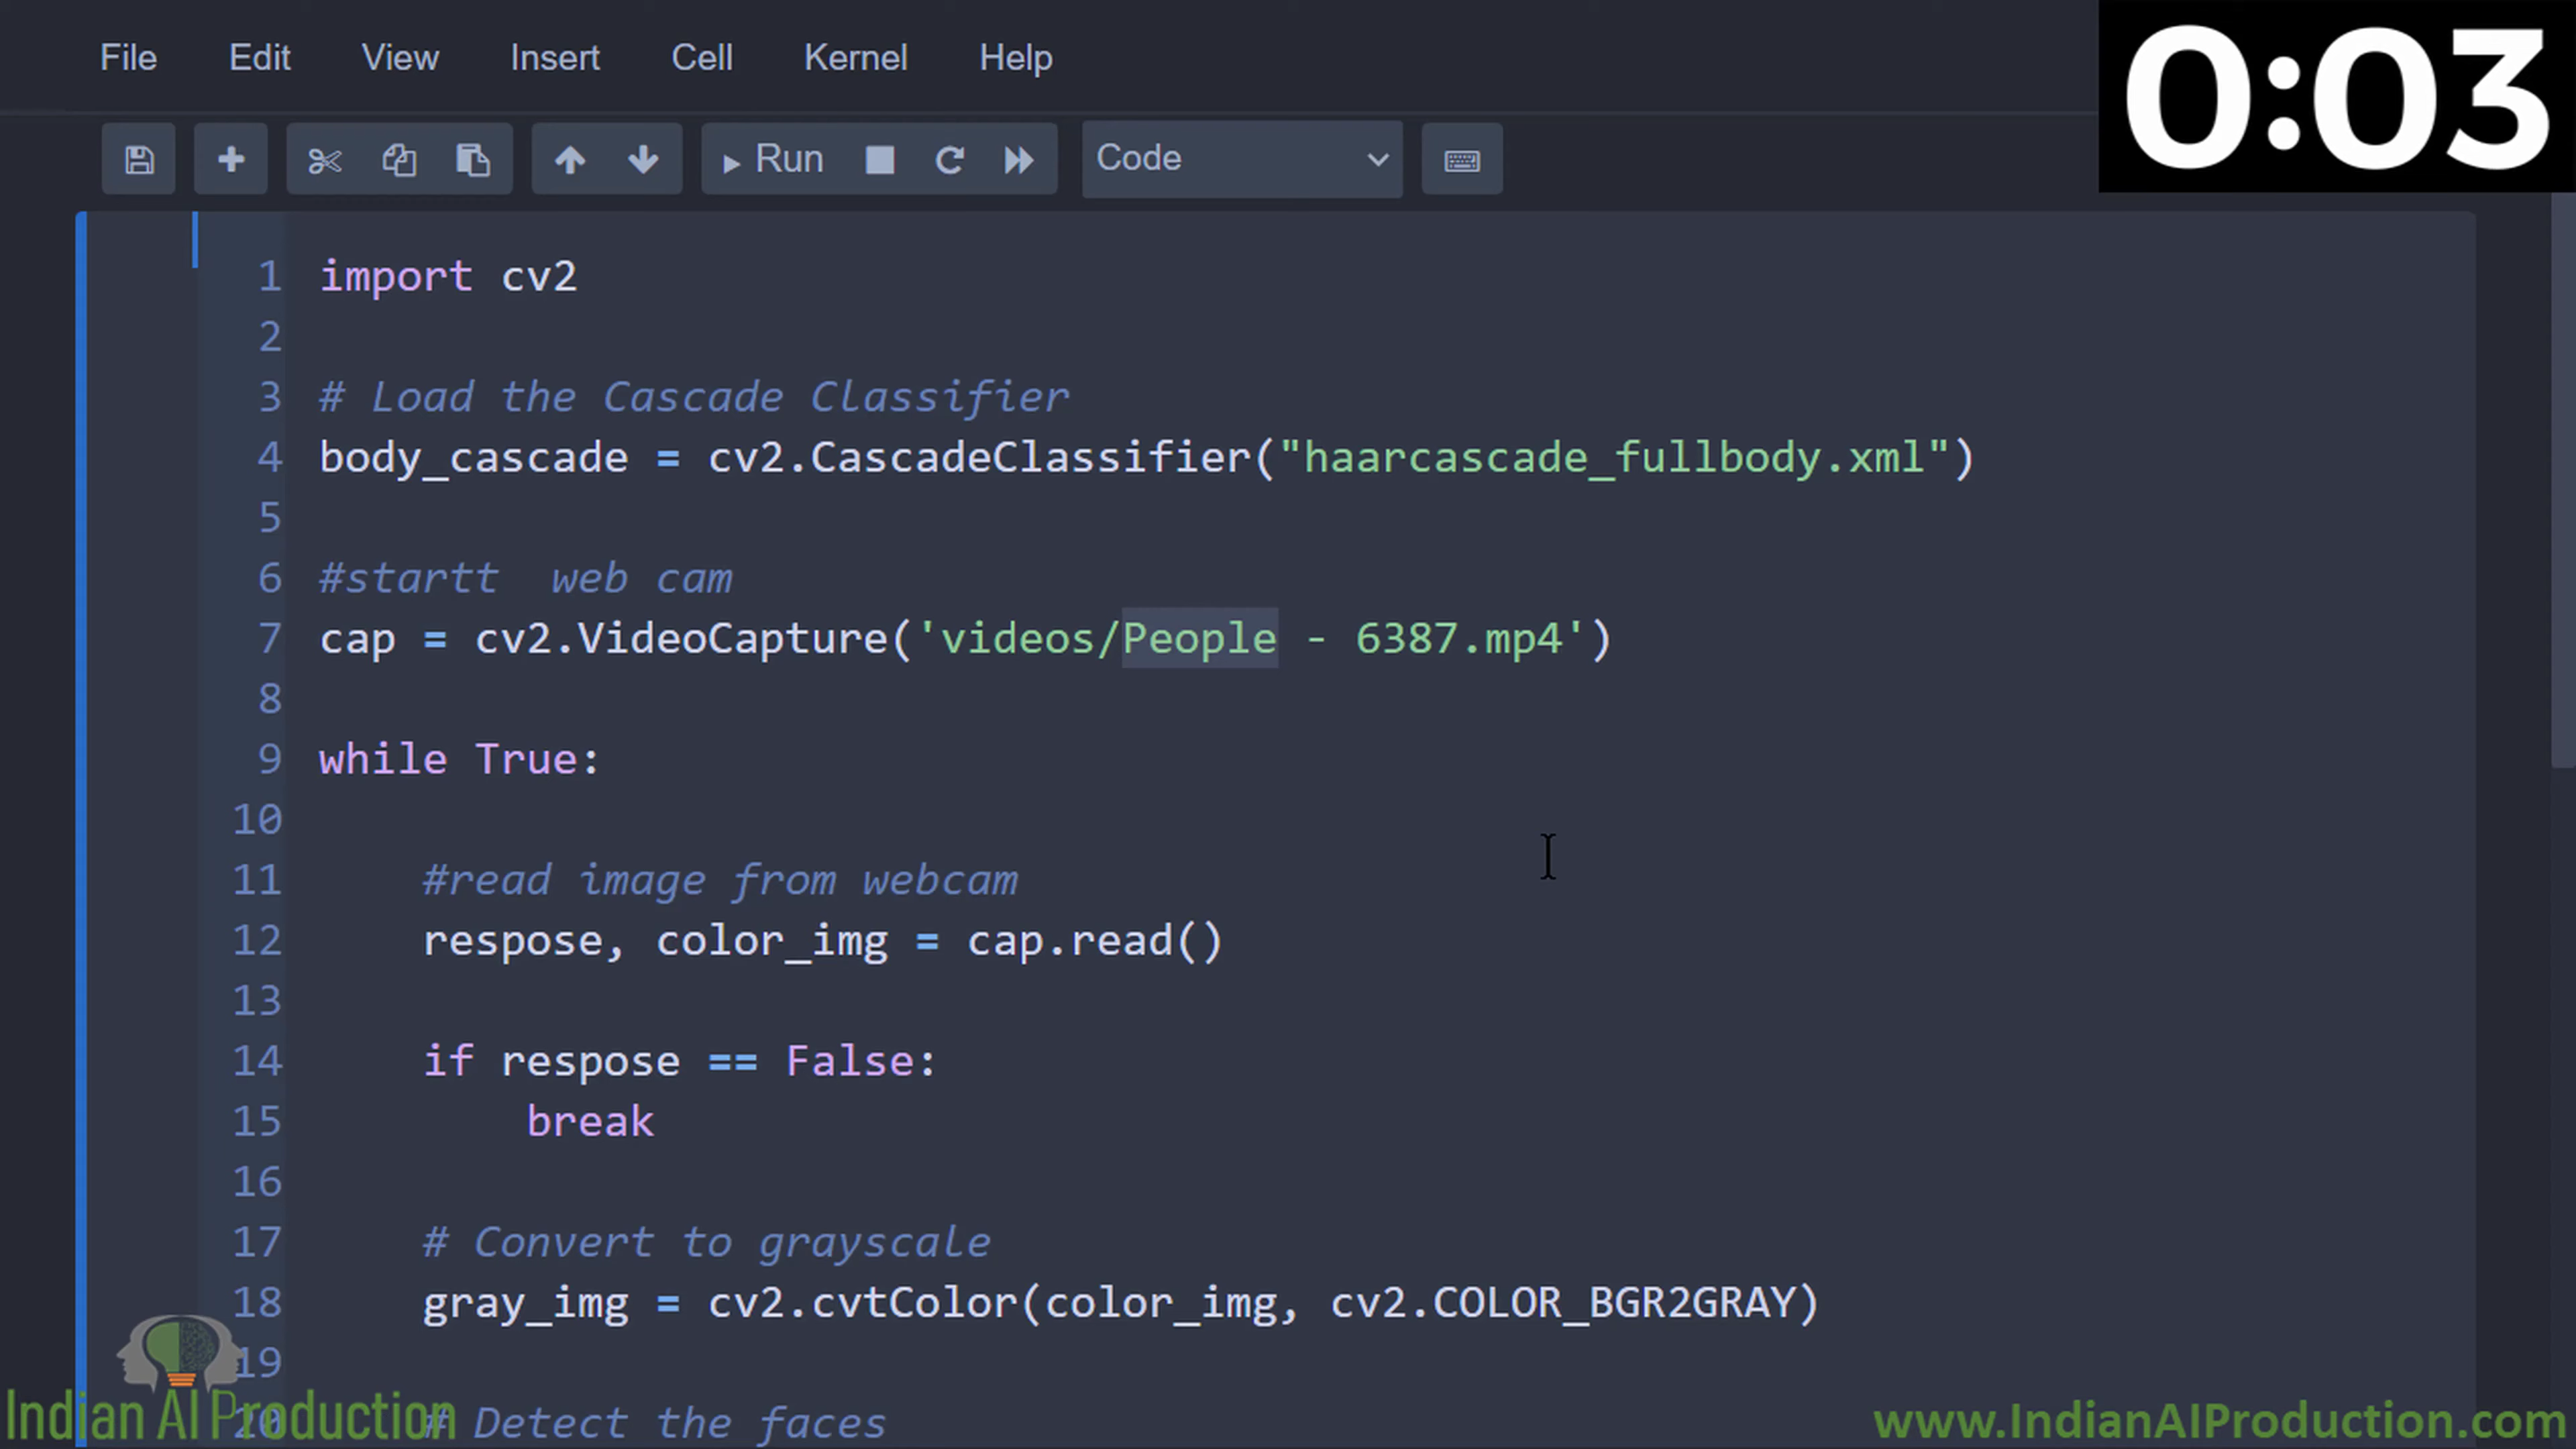 File Edit View Insert Cell Kernel Help
0:03
Run Code
1 import cv2
2
3 # Load the Cascade Classifier
4 body_cascade = cv2.CascadeClassifier("haarcascade_fullbody.xml")
5
6 #startt  web cam
7 cap = cv2.VideoCapture('videos/People - 6387.mp4')
8
9 while True:
10
11     #read image from webcam
12     respose, color_img = cap.read()
13
14     if respose == False:
15         break
16
17     # Convert to grayscale
18     gray_img = cv2.cvtColor(color_img, cv2.COLOR_BGR2GRAY)
19
20     # Detect the faces
Indian AI Production
www.IndianAIProduction.com